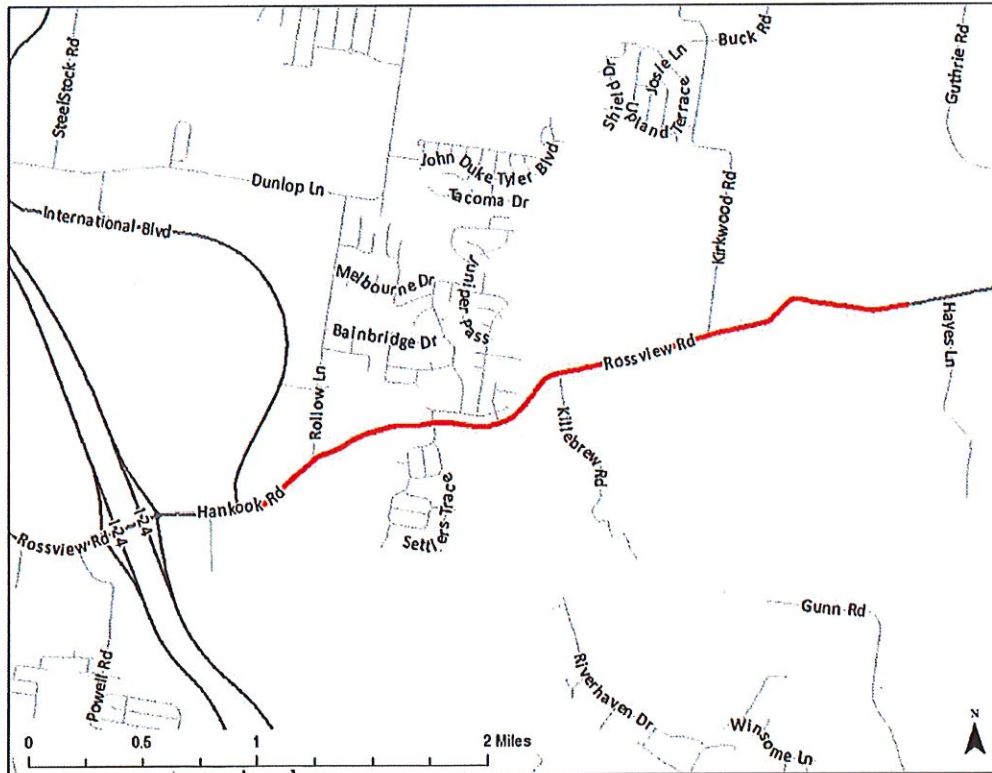 SteelStock Rd
Buck Rd
Josie Ln
Shield Dr
Upland Terrace
Guthrie Rd
John Duke Tyler Blvd
Dunlop Ln
Tacoma Dr
International Blvd
Kirkwood Rd
Melbourne Dr
Juniper Pass
Bainbridge Dr
Rossview Rd
Hayes Ln
Rollow Ln
Killebrew Rd
Hankook Rd
Settlers Trace
Rossview Rd
I-24
I-24
Gunn Rd
Powell Rd
Riverhaven Dr
Winsome Ln
N
0 0.5 1 2 Miles